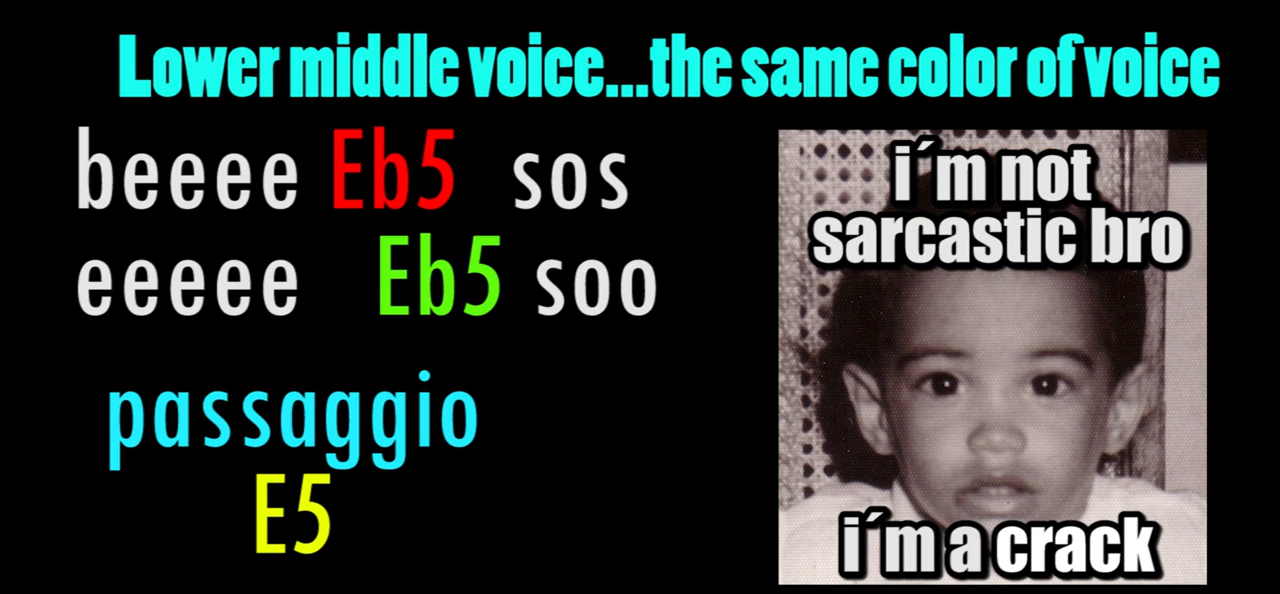 Lower middle voice...the same color of voice
beeee Eb5 sos
eeeee Eb5 soo
passaggio
E5
i´m not
sarcastic bro
i´m a crack